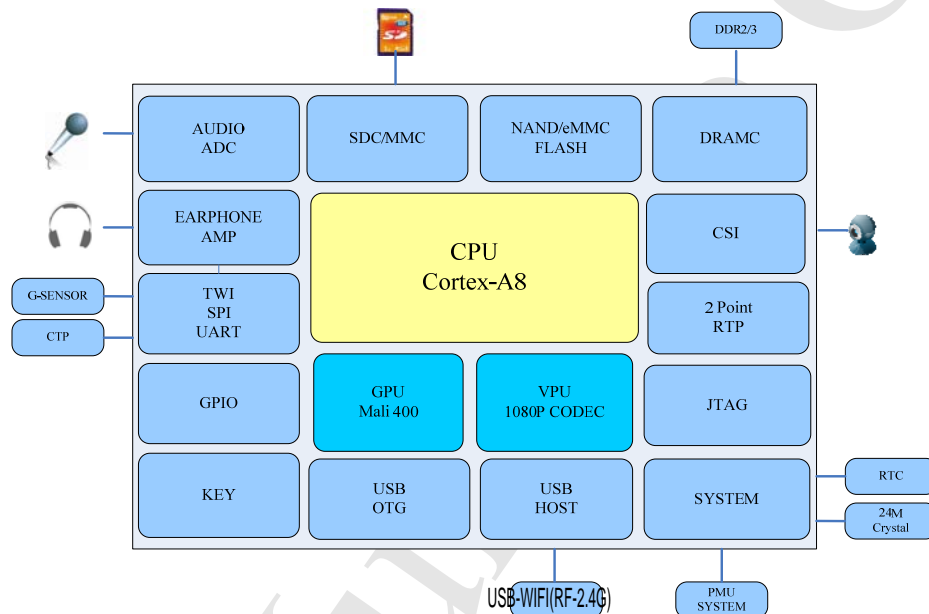 DDR2/3
SD
AUDIO
ADC
SDC/MMC
NAND/eMMC
FLASH
DRAMC
EARPHONE
AMP
CPU
Cortex-A8
CSI
G-SENSOR
CTP
TWI
SPI
UART
2 Point
RTP
GPIO
GPU
Mali 400
VPU
1080P CODEC
JTAG
KEY
USB
OTG
USB
HOST
SYSTEM
RTC
24M
Crystal
USB-WIFI(RF-2.4G)
PMU
SYSTEM